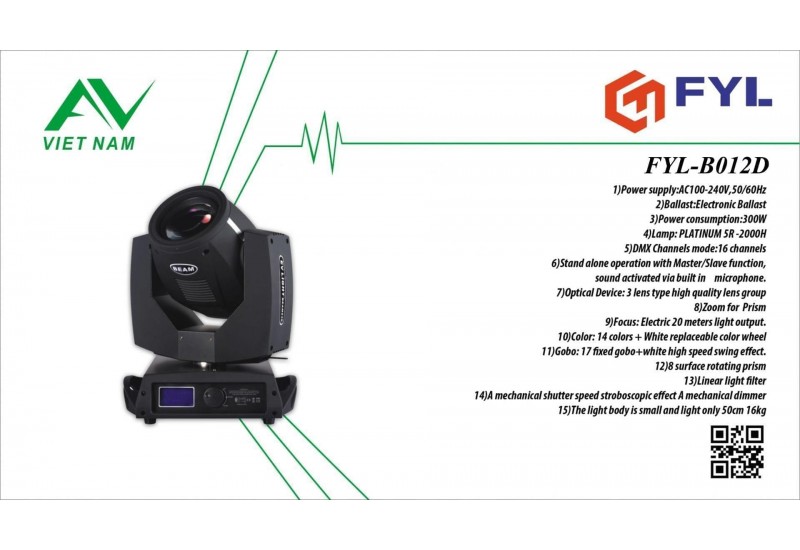 AV
VIET NAM
FYL
FYL-B012D
1)Power supply:AC100-240V,50/60Hz
2)Ballast:Electronic Ballast
3)Power consumption:300W
4)Lamp: PLATINUM 5R -2000H
5)DMX Channels mode:16 channels
6)Stand alone operation with Master/Slave function,
sound activated via built in microphone.
7)Optical Device: 3 lens type high quality lens group
8)Zoom for Prism
9)Focus: Electric 20 meters light output.
10)Color: 14 colors + White replaceable color wheel
11)Gobo: 17 fixed gobo+white high speed swing effect.
12)8 surface rotating prism
13)Linear light filter
14)A mechanical shutter speed stroboscopic effect A mechanical dimmer
15)The light body is small and light only 50cm 16kg
BEAM